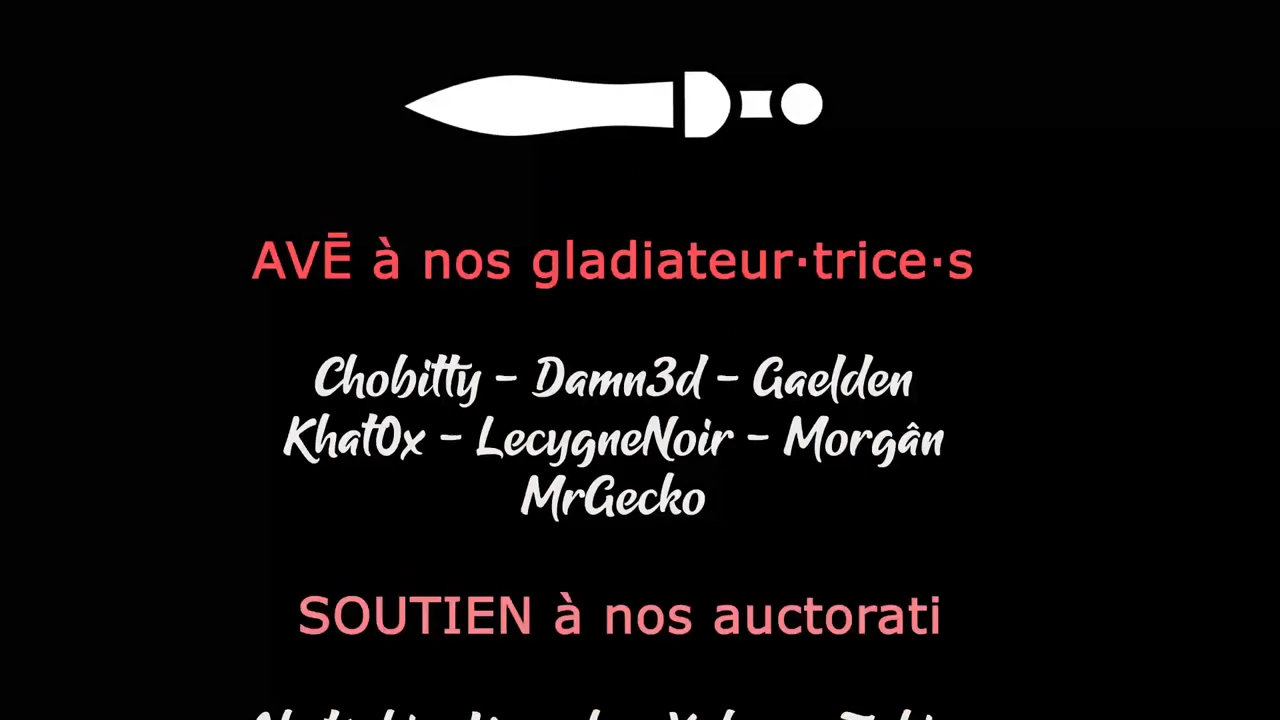 AVĒ à nos gladiateur·trice·s
Chobitty – Damn3d – Gaelden
Khat0x – LecygneNoir – Morgân
MrGecko
SOUTIEN à nos auctorati